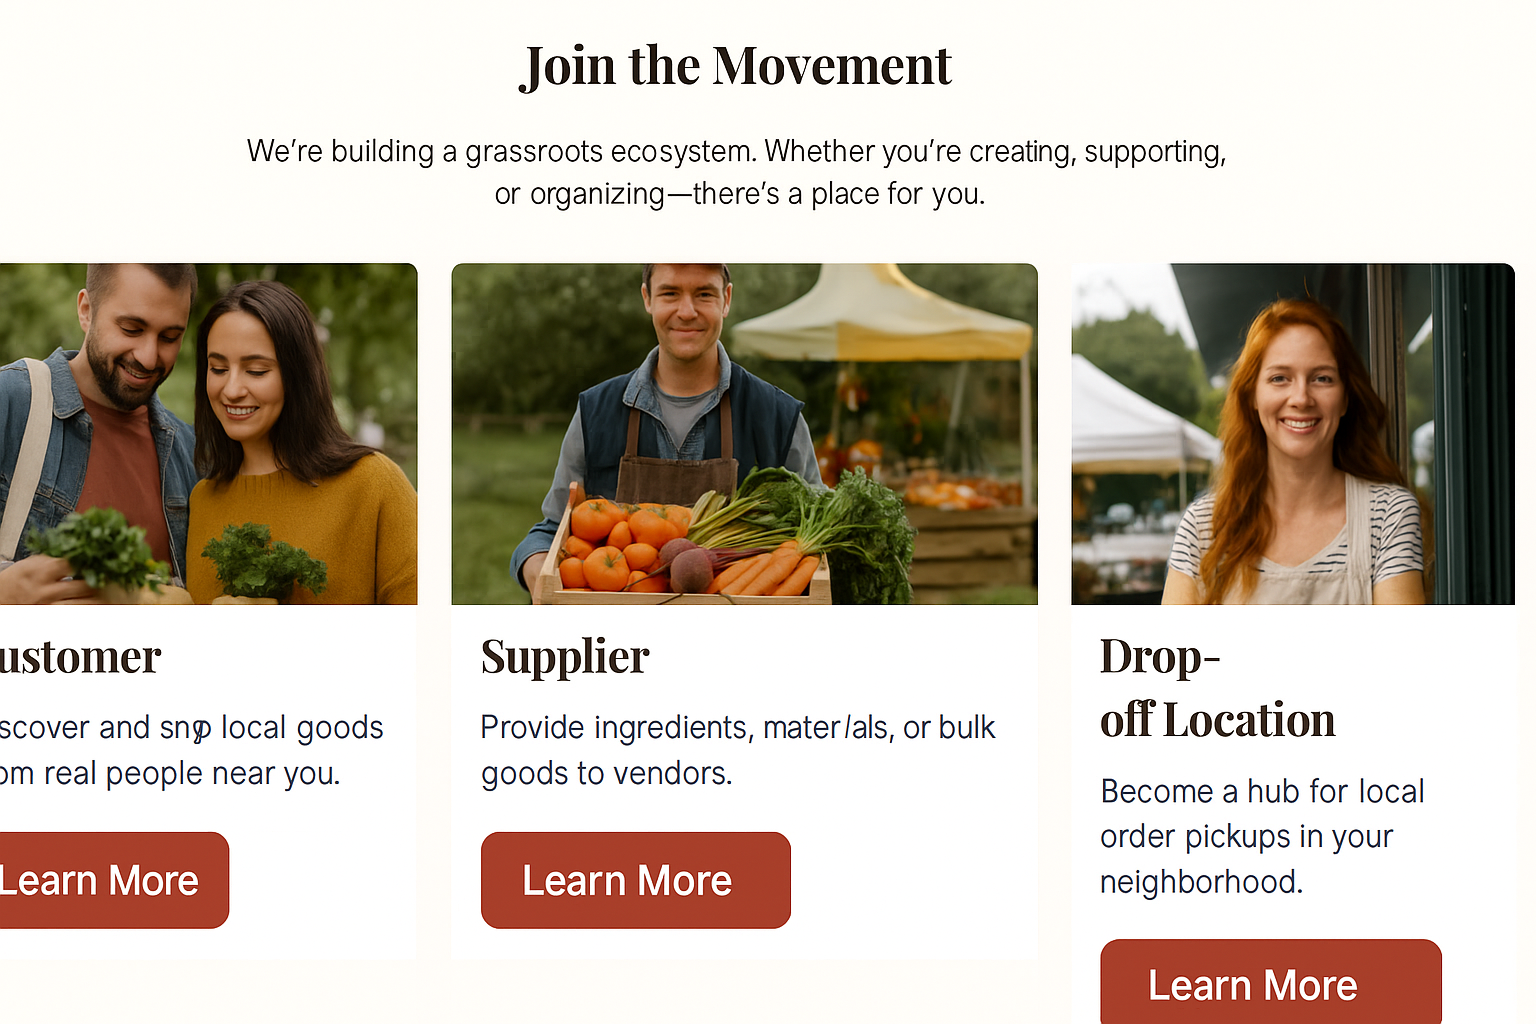 Join the Movement
We're building a grassroots ecosystem. Whether you're creating, supporting,
or organizing—there's a place for you.
ustomer
scover and snp local goods
om real people near you.
Learn More
Supplier
Provide ingredients, mater/als, or bulk
goods to vendors.
Learn More
Drop-
off Location
Become a hub for local
order pickups in your
neighborhood.
Learn More